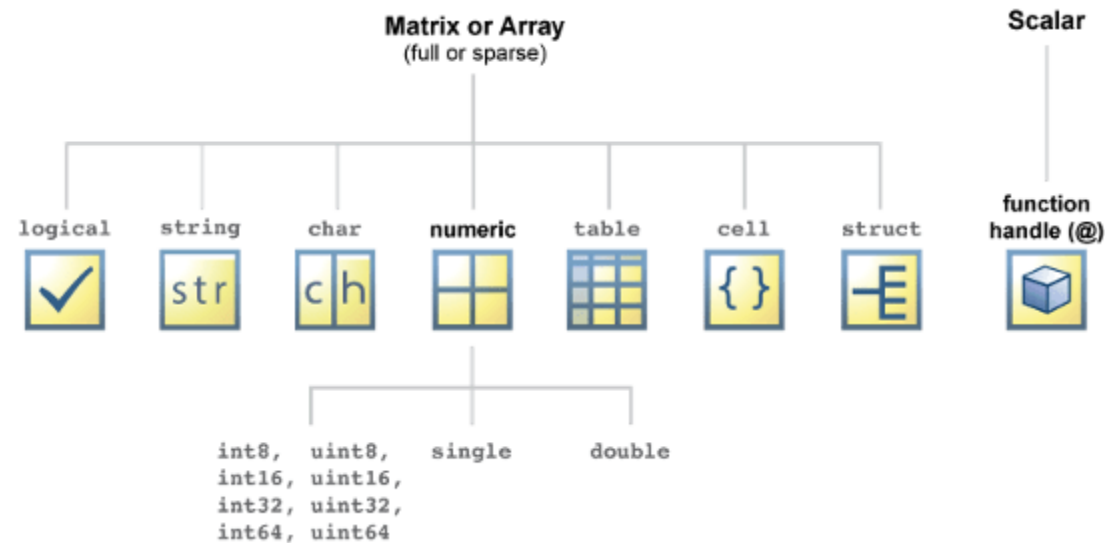 Matrix or Array
(full or sparse)
Scalar
logical
string
char
numeric
table
cell
struct
function
handle (@)
str
ch
{ }
int8, uint8,
int16, uint16,
int32, uint32,
int64, uint64
single
double